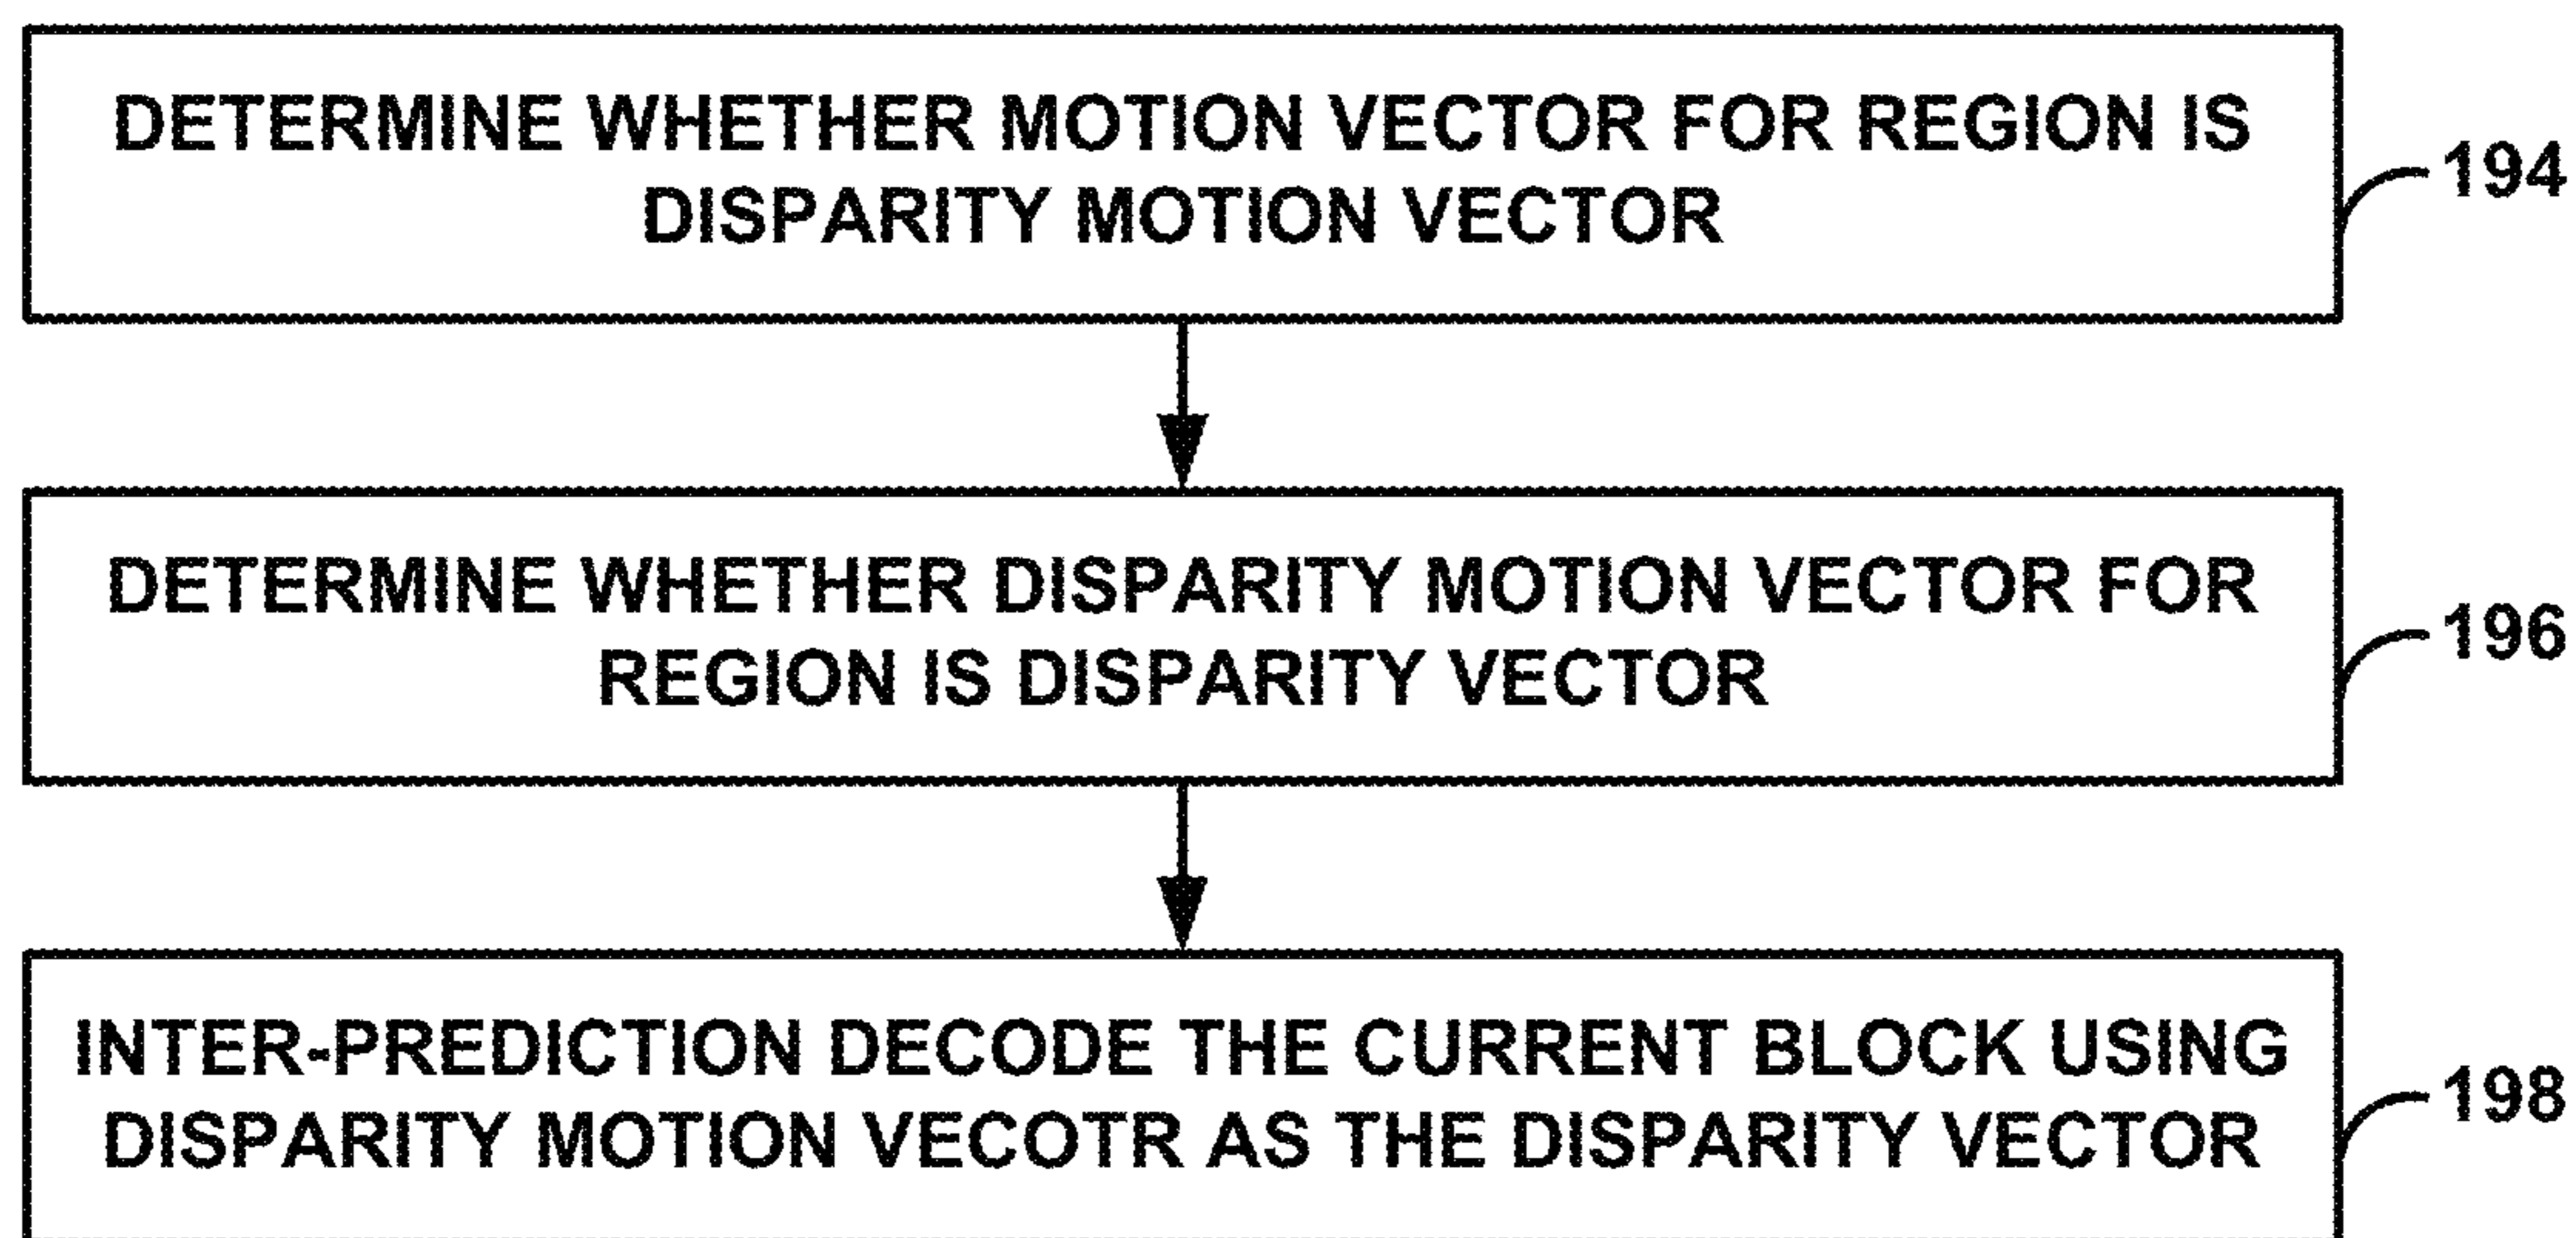 DETERMINE WHETHER MOTION VECTOR FOR REGION IS
DISPARITY MOTION VECTOR
194
DETERMINE WHETHER DISPARITY MOTION VECTOR FOR
REGION IS DISPARITY VECTOR
196
INTER-PREDICTION DECODE THE CURRENT BLOCK USING
DISPARITY MOTION VECOTR AS THE DISPARITY VECTOR
198